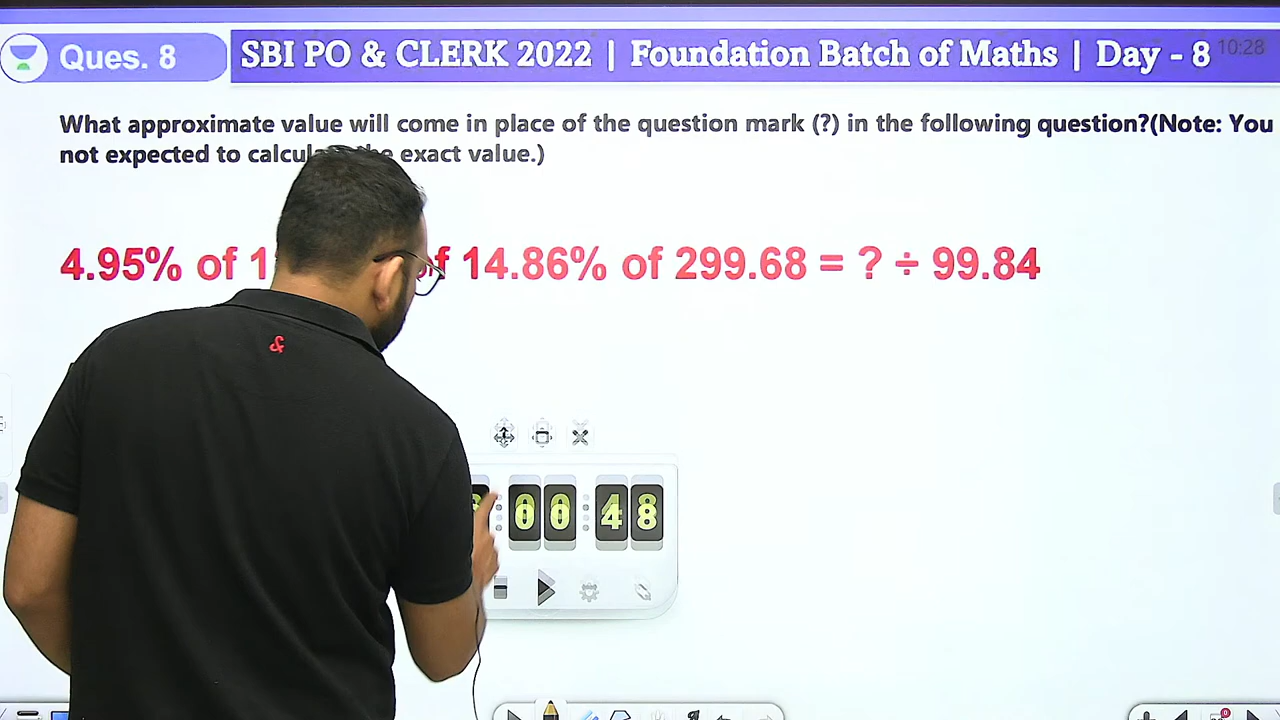 Ques. 8
SBI PO & CLERK 2022 | Foundation Batch of Maths | Day - 8
10:28
What approximate value will come in place of the question mark (?) in the following question?(Note: You
not expected to the exact value.)
4.95% of 14.86% of 299.68 = ? ÷ 99.84
&
00:48